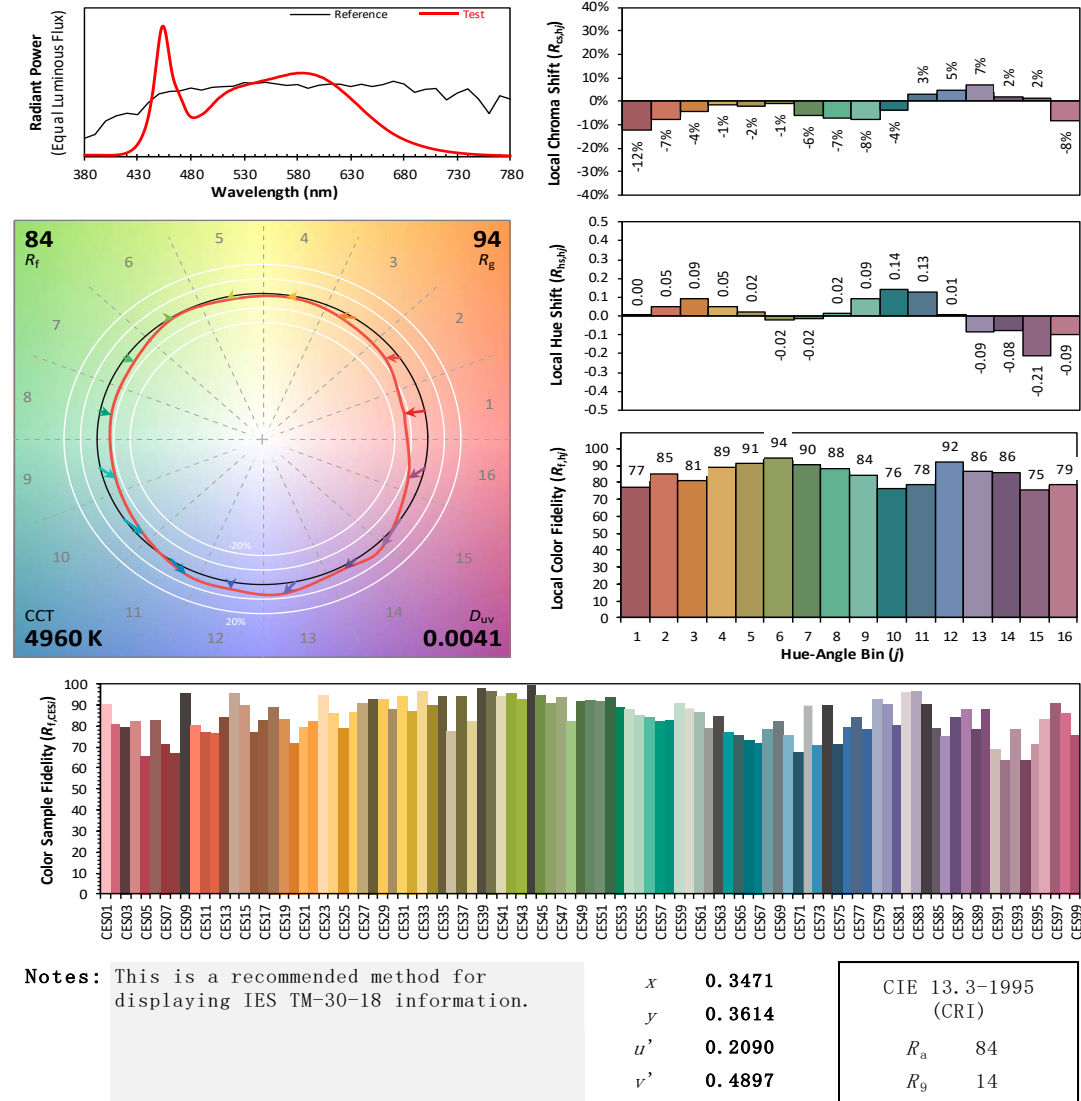 Radiant Power
(Equal Luminous Flux)
Reference
Test
380 430 480 530 580 630 680 730 780
Wavelength (nm)
Local Chroma Shift (Rcs,hj)
40%
30%
20%
10%
0%
-10%
-20%
-30%
-40%
-12% -7% -4% -1% -2% -1% -6% -7% -8% -4% 3% 5% 7% 2% 2% -8%
84
Rf
94
Rg
5 4
6 3
7 2
8 1
9 16
10 15
11 14
12 13
-20%
20%
CCT
4960 K
Duv
0.0041
Local Hue Shift (Rhs,hj)
0.5
0.4
0.3
0.2
0.1
0.0
-0.1
-0.2
-0.3
-0.4
-0.5
0.00 0.05 0.09 0.05 0.02 -0.02 -0.02 0.02 0.09 0.14 0.13 0.01 -0.09 -0.08 -0.21 -0.09
Local Color Fidelity (Rf,hj)
100
90
80
70
60
50
40
30
20
10
0
77 85 81 89 91 94 90 88 84 76 78 92 86 86 75 79
1 2 3 4 5 6 7 8 9 10 11 12 13 14 15 16
Hue-Angle Bin (j)
Color Sample Fidelity (Rf,CESi)
100
90
80
70
60
50
40
30
20
10
0
CES01 CES03 CES05 CES07 CES09 CES11 CES13 CES15 CES17 CES19 CES21 CES23 CES25 CES27 CES29 CES31 CES33 CES35 CES37 CES39 CES41 CES43 CES45 CES47 CES49 CES51 CES53 CES55 CES57 CES59 CES61 CES63 CES65 CES67 CES69 CES71 CES73 CES75 CES77 CES79 CES81 CES83 CES85 CES87 CES89 CES91 CES93 CES95 CES97 CES99
Notes: This is a recommended method for
displaying IES TM-30-18 information.
x 0.3471
y 0.3614
u' 0.2090
v' 0.4897
CIE 13.3-1995
(CRI)
Ra 84
R9 14